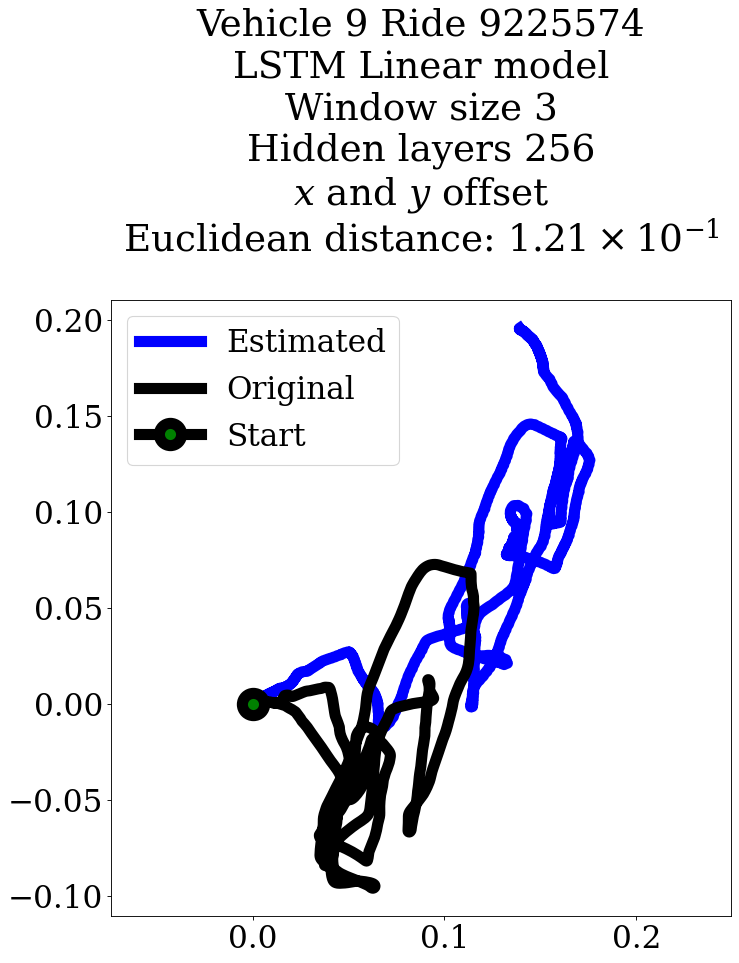 Vehicle 9 Ride 9225574
LSTM Linear model
Window size 3
Hidden layers 256
x and y offset
Euclidean distance: 1.21 × 10⁻¹
Estimated
Original
Start
0.20
0.15
0.10
0.05
0.00
−0.05
−0.10
0.0 0.1 0.2